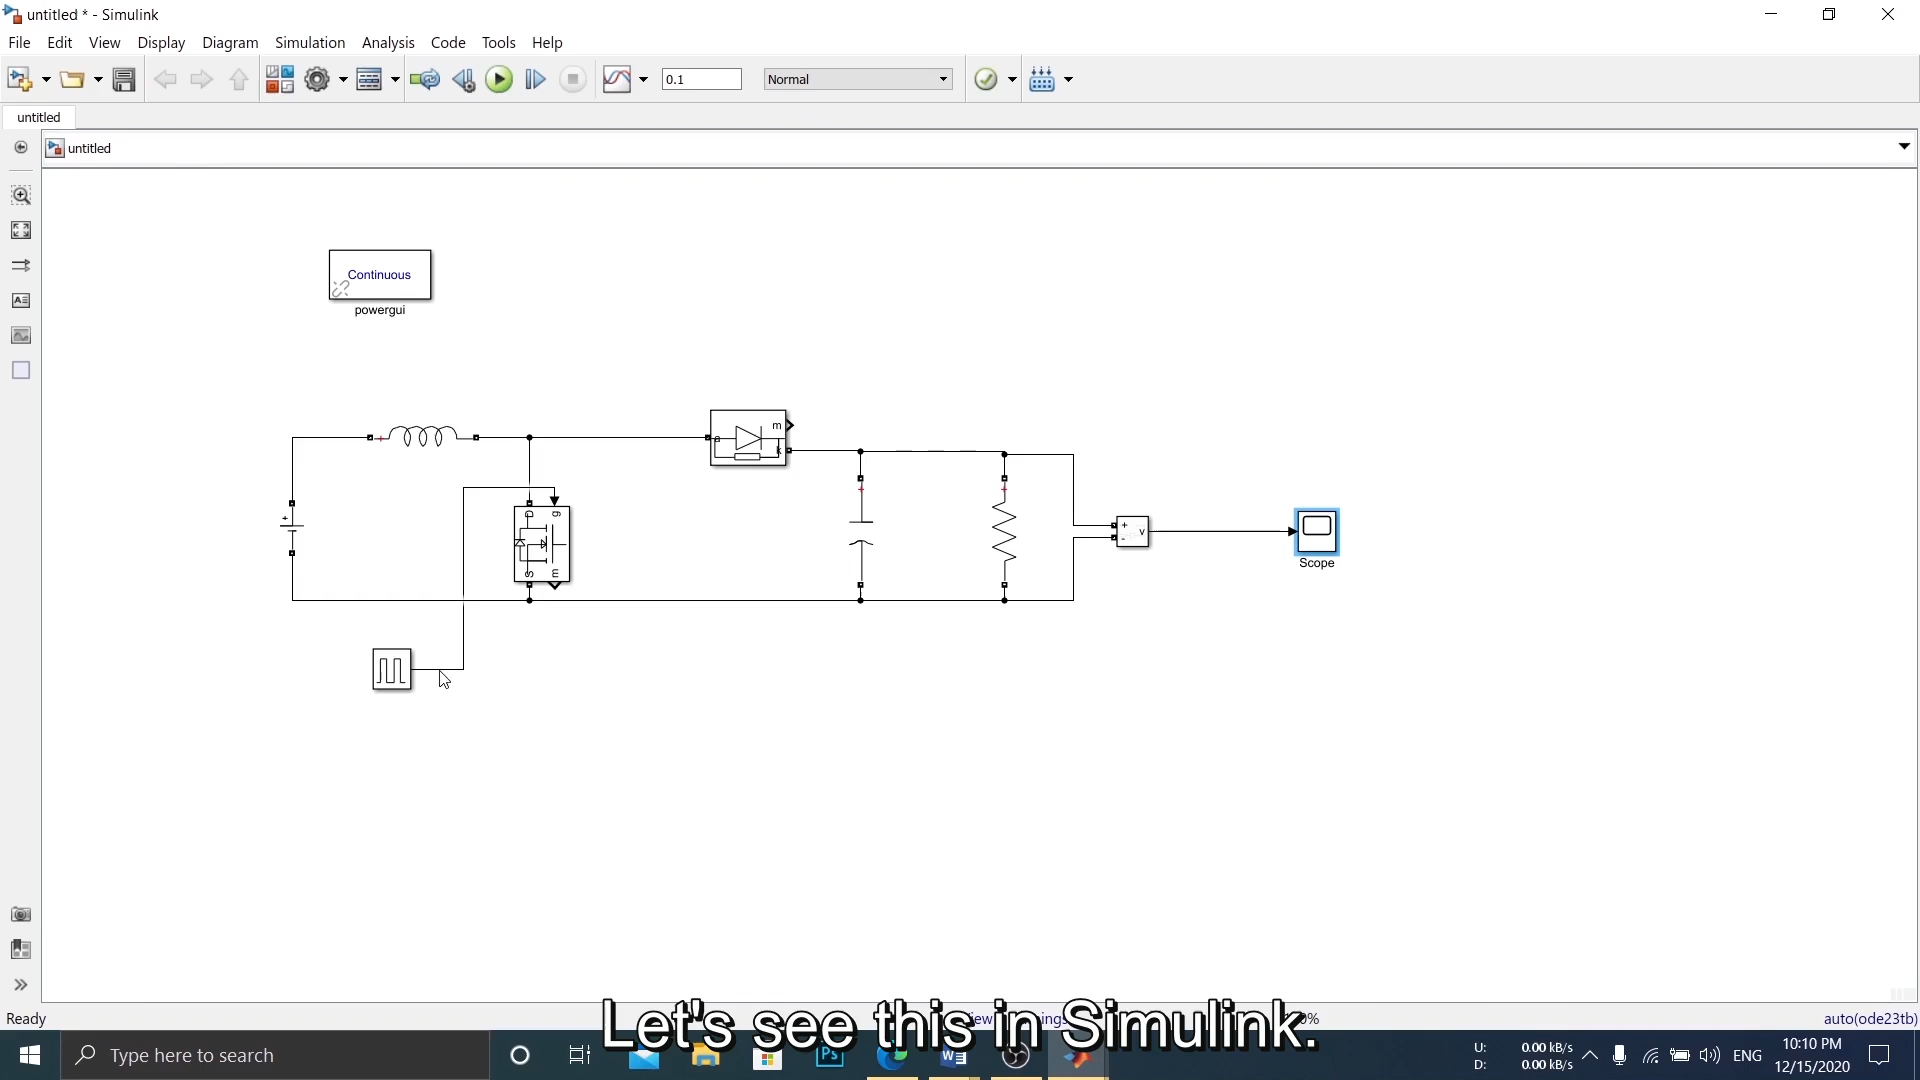 untitled * - Simulink
File Edit View Display Diagram Simulation Analysis Code Tools Help
0.1 Normal
untitled
untitled
Continuous
powergui
m
a
k
D g
S m
+
+
-
v
Scope
Let's see this in Simulink.
Ready
auto(ode23tb)
Type here to search
U: 0.00 kB/s
D: 0.00 kB/s
ENG
10:10 PM
12/15/2020